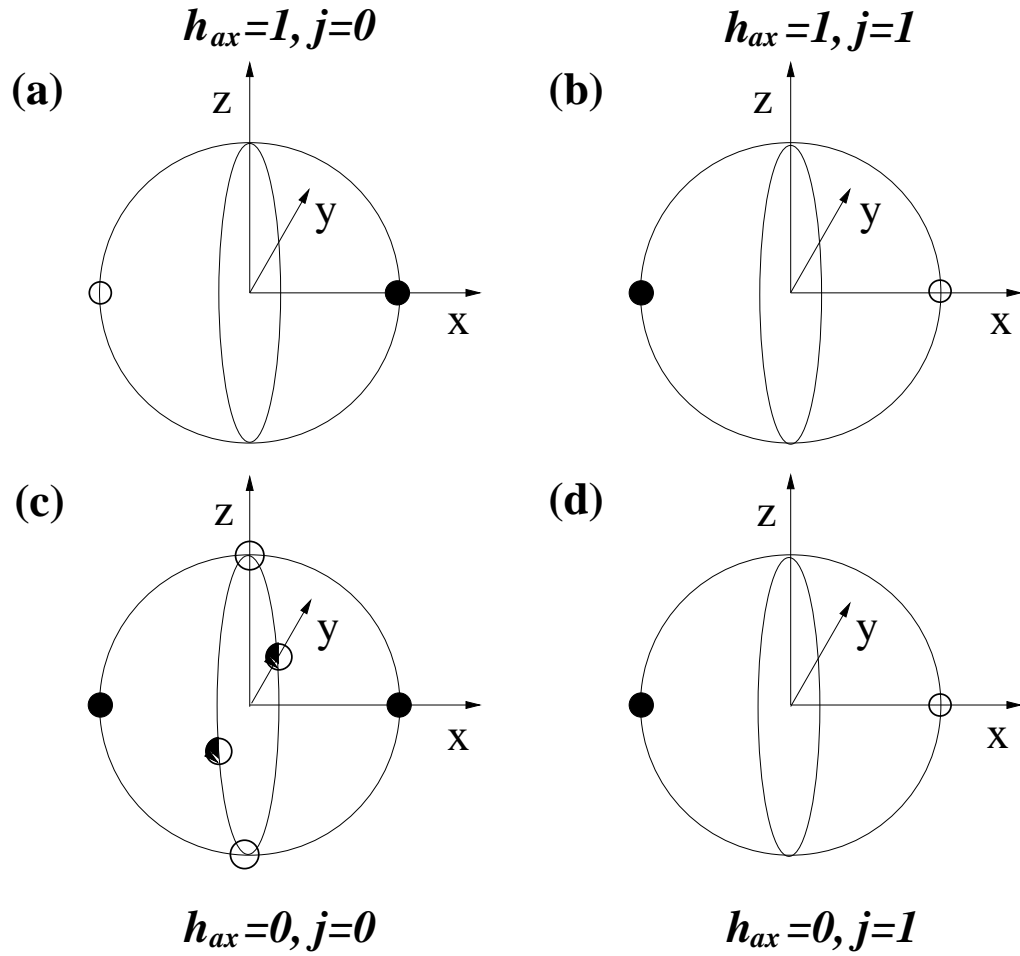 h_ax=1, j=0
h_ax=1, j=1
(a)
(b)
z
z
y
y
x
x
(c)
(d)
z
z
y
y
x
x
h_ax=0, j=0
h_ax=0, j=1